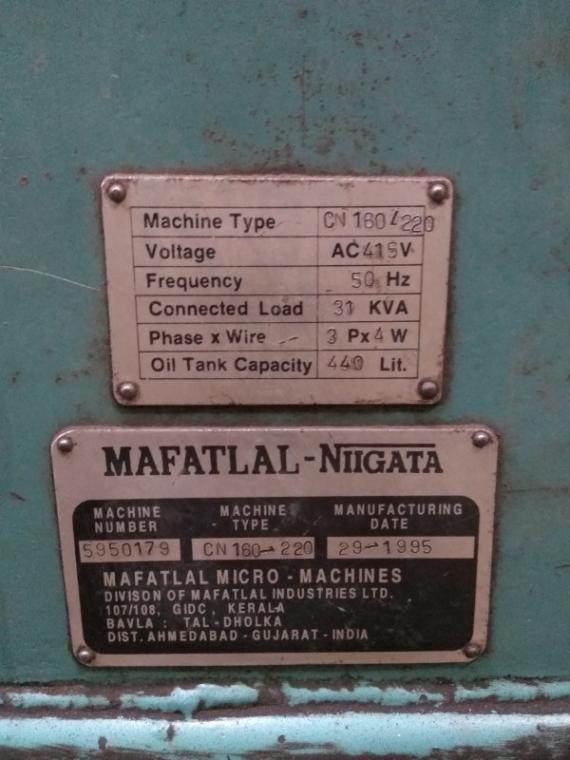 Machine Type CN 160/220
Voltage AC 415V
Frequency 50 Hz
Connected Load 31 KVA
Phase x Wire 3 Px4 W
Oil Tank Capacity 440 Lit.
MAFATLAL-NIIGATA
MACHINE NUMBER MACHINE TYPE MANUFACTURING DATE
5950179 CN 160-220 29-1995
MAFATLAL MICRO-MACHINES
DIVISON OF MAFATLAL INDUSTRIES LTD.
107/108, GIDC, KERALA
BAVLA : TAL-DHOLKA
DIST. AHMEDABAD-GUJARAT-INDIA